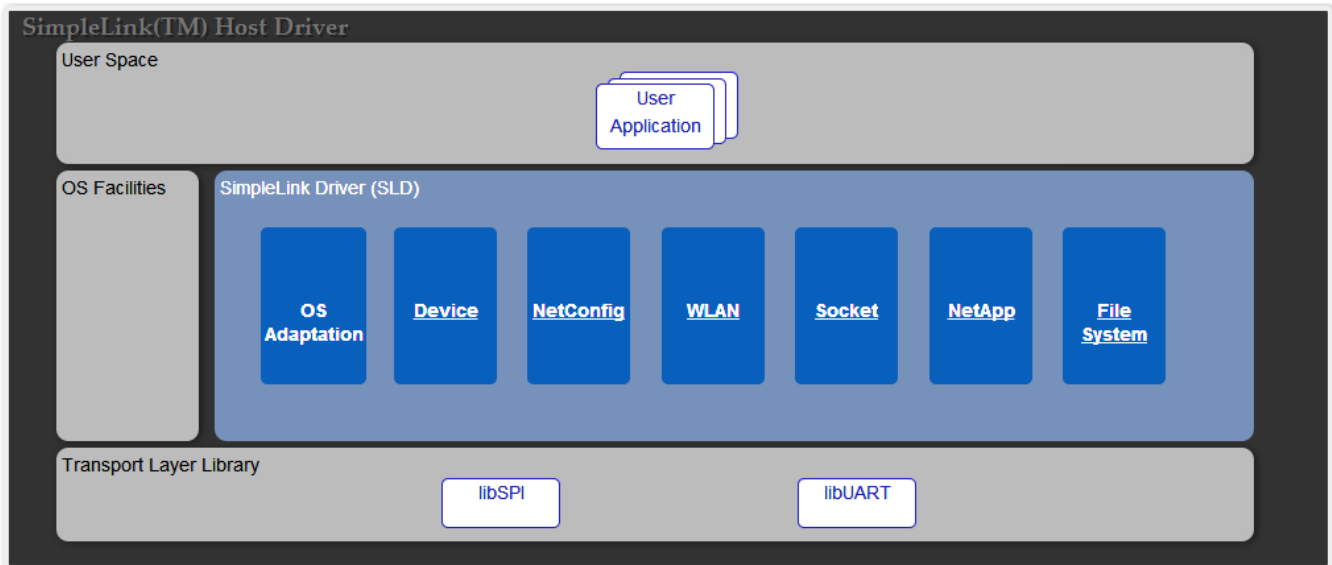 SimpleLink(TM) Host Driver
User Space
User
Application
OS Facilities
SimpleLink Driver (SLD)
OS
Adaptation
Device
NetConfig
WLAN
Socket
NetApp
File
System
Transport Layer Library
libSPI
libUART